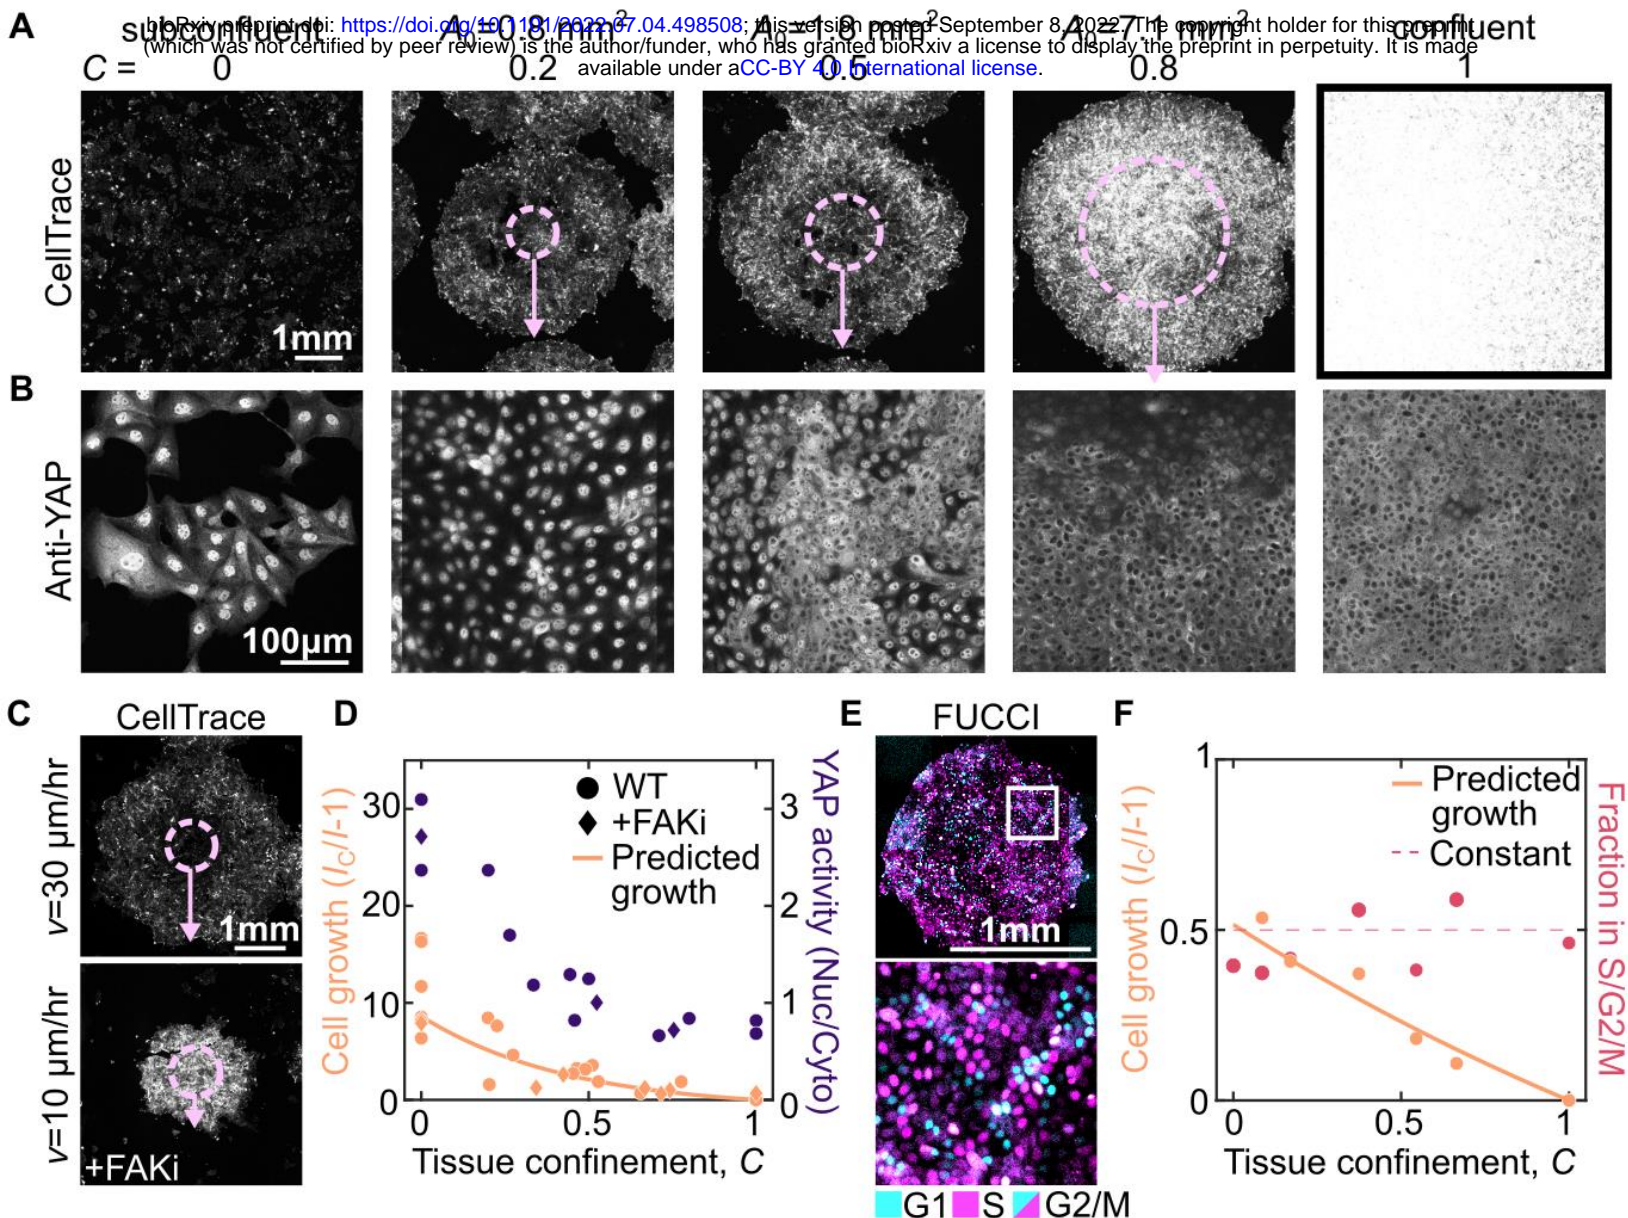 A
bioRxiv preprint doi: https://doi.org/10.1101/2022.07.04.498508; this version posted September 8, 2022. The copyright holder for this preprint
(which was not certified by peer review) is the author/funder, who has granted bioRxiv a license to display the preprint in perpetuity. It is made
available under aCC-BY 4.0 International license.
subconfluent A₀=0.8 mm² A₀=1.8 mm² A₀=7.1 mm² confluent
C = 0 0.2 0.5 0.8 1
CellTrace
1mm
B
Anti-YAP
100µm
C
CellTrace
v=30 µm/hr
1mm
v=10 µm/hr
+FAKi
D
Cell growth (I_C/I-1)
30
20
10
0
WT
+FAKi
Predicted
growth
3
2
1
0
YAP activity (Nuc/Cyto)
0 0.5 1
Tissue confinement, C
E
FUCCI
1mm
G1 S G2/M
F
Cell growth (I_C/I-1)
1
0.5
0
Predicted
growth
Constant
Fraction in S/G2/M
0 0.5 1
Tissue confinement, C